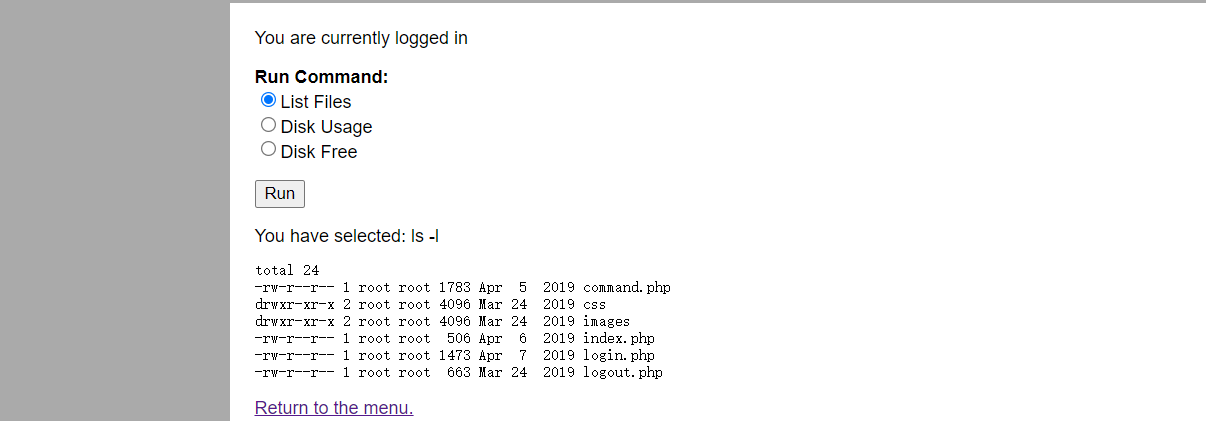 You are currently logged in
Run Command:
List Files
Disk Usage
Disk Free
Run
You have selected: ls -l
total 24
-rw-r--r-- 1 root root 1783 Apr  5  2019 command.php
drwxr-xr-x 2 root root 4096 Mar 24  2019 css
drwxr-xr-x 2 root root 4096 Mar 24  2019 images
-rw-r--r-- 1 root root  506 Apr  6  2019 index.php
-rw-r--r-- 1 root root 1473 Apr  7  2019 login.php
-rw-r--r-- 1 root root  663 Mar 24  2019 logout.php
Return to the menu.